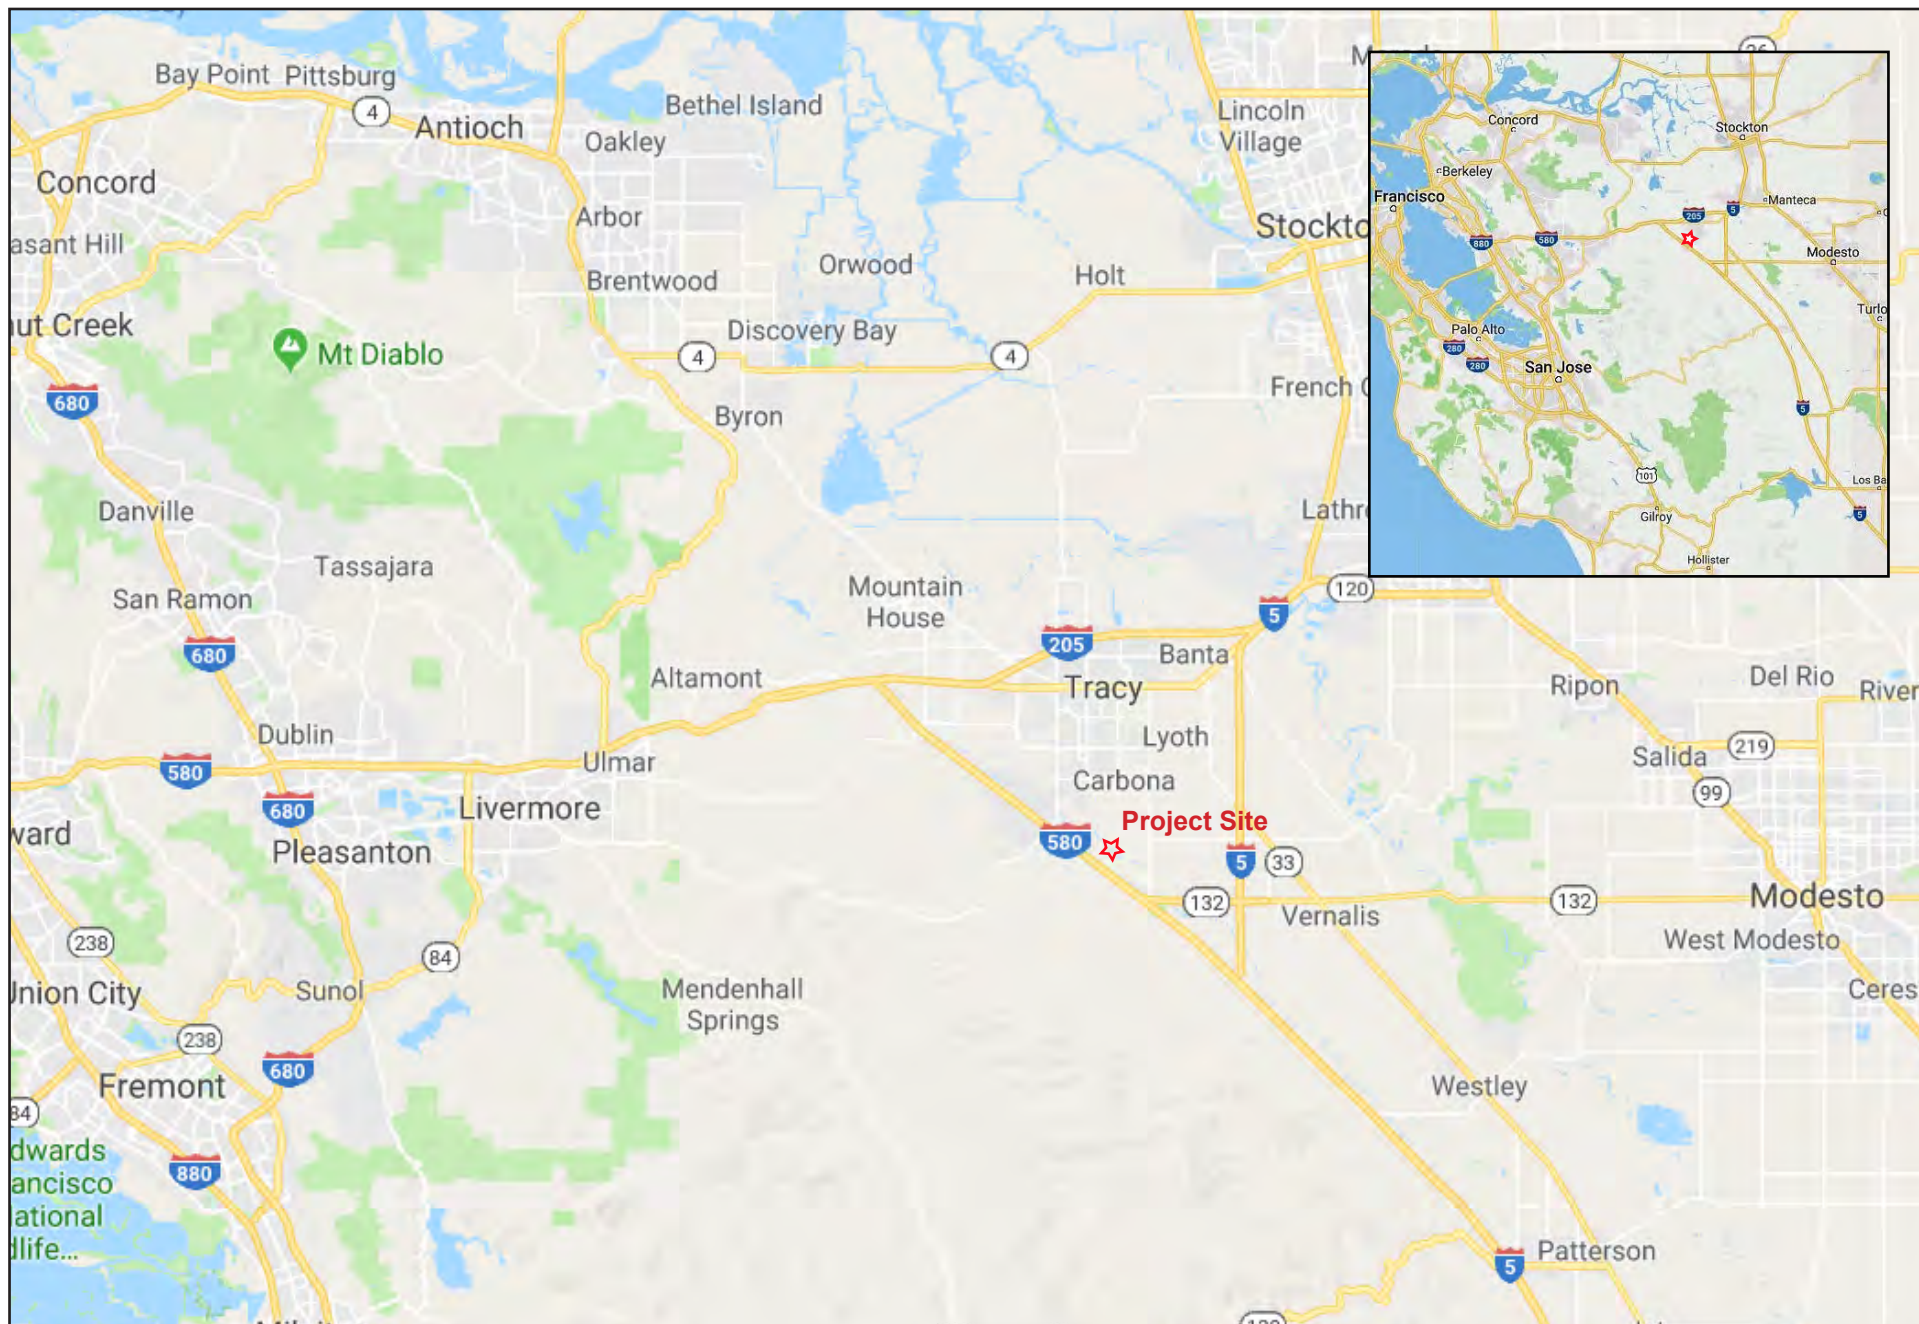 Bay Point
Pittsburg
4
Antioch
Bethel Island
Oakley
Lincoln
Village
Concord
asant Hill
Arbor
Stockto
Brentwood
Orwood
Holt
ut Creek
Mt Diablo
Discovery Bay
4
4
680
Byron
French C
Danville
Lathr
Tassajara
San Ramon
Mountain
House
120
5
680
205
Banta
Altamont
Tracy
Ripon
Del Rio
River
Dublin
Lyoth
Ulmar
580
Salida
219
Carbona
99
680
Livermore
Project Site
ward
580
Pleasanton
5
33
132
132
Modesto
Vernalis
238
84
West Modesto
Union City
Sunol
Mendenhall
Springs
Ceres
238
680
Fremont
Westley
84
dwards
ancisco
ational
dlife...
880
Patterson
5
Concord
Stockton
Berkeley
Francisco
Manteca
205
5
880
580
Modesto
Turlo
Palo Alto
280
280
San Jose
5
101
Los Ba
Gilroy
5
Hollister